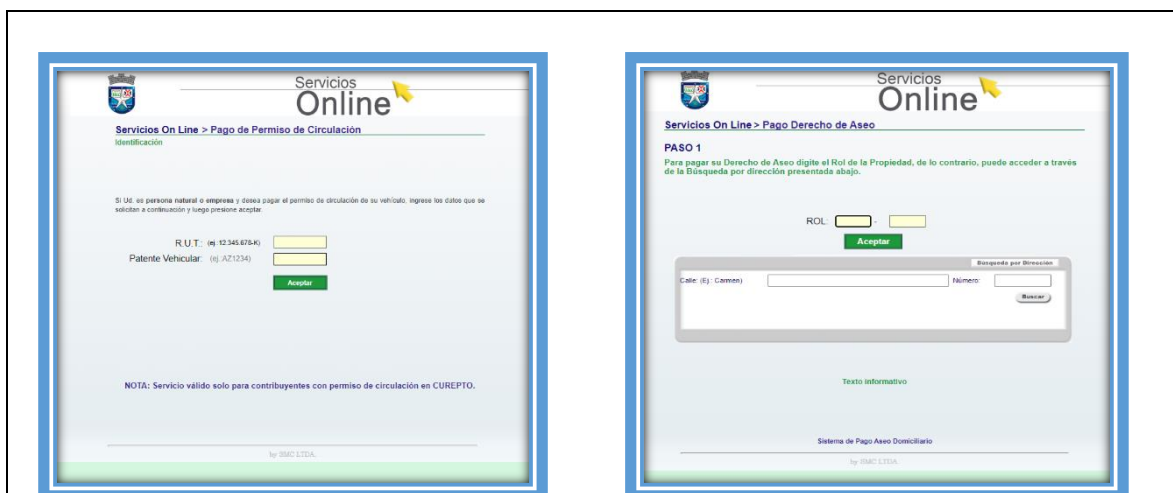 Servicios
Online
Servicios On Line > Pago de Permiso de Circulación
Identificación
Si Ud. es persona natural o empresa y desea pagar el permiso de circulación de su vehículo, ingrese los datos que se
solicitan a continuación y luego presione aceptar.
R.U.T.: (ej. 12.345.678-K)
Patente Vehicular: (ej.:AZ1234)
Aceptar
NOTA: Servicio válido solo para contribuyentes con permiso de circulación en CUREPTO.
by SMC LTDA.
Servicios
Online
Servicios On Line > Pago Derecho de Aseo
PASO 1
Para pagar su Derecho de Aseo digite el Rol de la Propiedad, de lo contrario, puede acceder a través
de la Búsqueda por dirección presentada abajo.
ROL: -
Aceptar
Búsqueda por Dirección
Calle: (Ej.: Carmen) Número:
Buscar
Texto informativo
Sistema de Pago Aseo Domiciliario
by SMC LTDA.